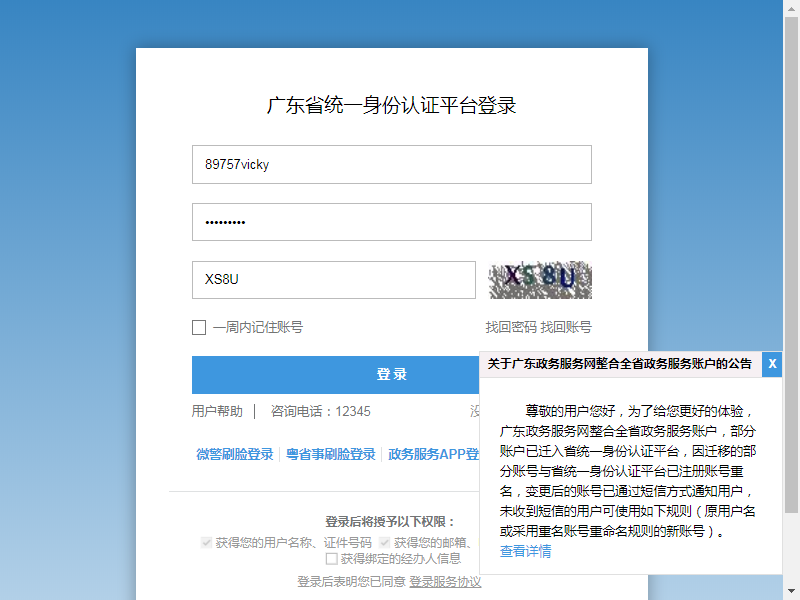 广东省统一身份认证平台登录
89757vicky
•••••••••
XS8U
XS8U
一周内记住账号
找回密码 找回账号
登 录
用户帮助 │ 咨询电话：12345
微警刷脸登录 粤省事刷脸登录 政务服务APP登
登录后将授予以下权限：
获得您的用户名称、证件号码 获得您的邮箱、
获得绑定的经办人信息
登录后表明您已同意 登录服务协议
关于广东政务服务网整合全省政务服务账户的公告
X
尊敬的用户您好，为了给您更好的体验，
广东政务服务网整合全省政务服务账户，部分
账户已迁入省统一身份认证平台，因迁移的部
分账号与省统一身份认证平台已注册账号重
名，变更后的账号已通过短信方式通知用户，
未收到短信的用户可使用如下规则（原用户名
或采用重名账号重命名规则的新账号）。
查看详情